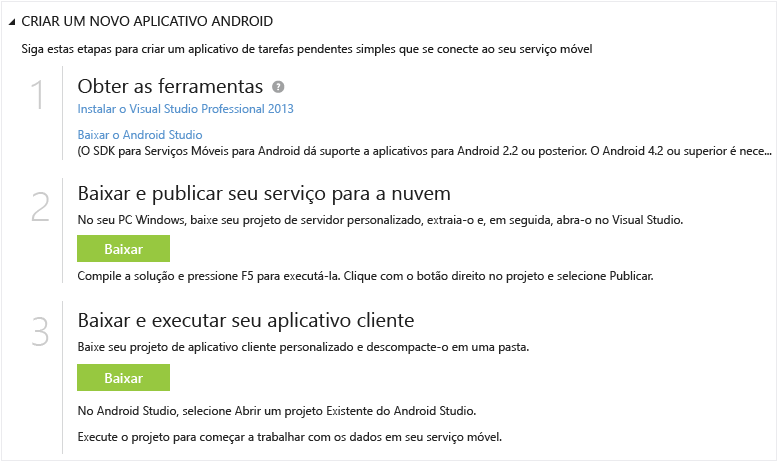 CRIAR UM NOVO APLICATIVO ANDROID
Siga estas etapas para criar um aplicativo de tarefas pendentes simples que se conecte ao seu serviço móvel
1
Obter as ferramentas ?
Instalar o Visual Studio Professional 2013
Baixar o Android Studio
(O SDK para Serviços Móveis para Android dá suporte a aplicativos para Android 2.2 ou posterior. O Android 4.2 ou superior é nece...
2
Baixar e publicar seu serviço para a nuvem
No seu PC Windows, baixe seu projeto de servidor personalizado, extraia-o e, em seguida, abra-o no Visual Studio.
Baixar
Compile a solução e pressione F5 para executá-la. Clique com o botão direito no projeto e selecione Publicar.
3
Baixar e executar seu aplicativo cliente
Baixe seu projeto de aplicativo cliente personalizado e descompacte-o em uma pasta.
Baixar
No Android Studio, selecione Abrir um projeto Existente do Android Studio.
Execute o projeto para começar a trabalhar com os dados em seu serviço móvel.